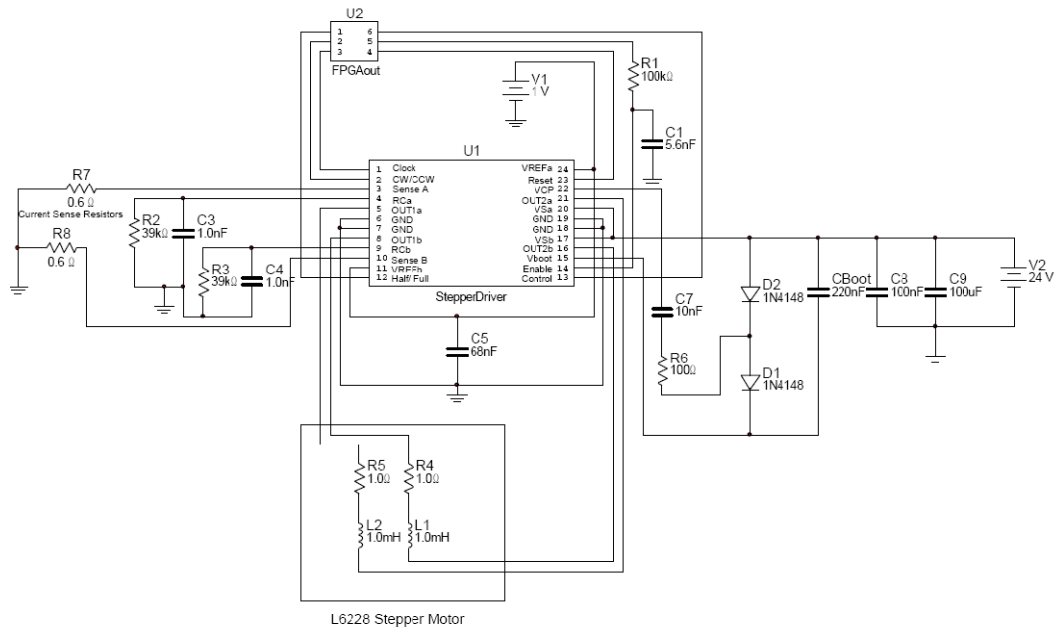 U2
1 6
2 5
3 4
FPGAout
R1
100kΩ
V1
1 V
C1
5.6nF
U1
1 Clock VREFa 24
2 CW/CCW Reset 23
3 Sense A VCP 22
4 RCa OUT2a 21
5 OUT1a VSa 20
6 GND GND 19
7 GND GND 18
8 OUT1b VSb 17
9 RCb OUT2b 16
10 Sense B Vboot 15
11 VREFb Enable 14
12 Half/Full Control 13
StepperDriver
R7
0.6 Ω
Current Sense Resistors
R8
0.6 Ω
R2
39kΩ
C3
1.0nF
R3
39kΩ
C4
1.0nF
C5
68nF
C7
10nF
R6
100Ω
D2
1N4148
D1
1N4148
CBoot
220nF
C8
100nF
C9
100uF
V2
24 V
R5
1.0Ω
R4
1.0Ω
L2
1.0mH
L1
1.0mH
L6228 Stepper Motor